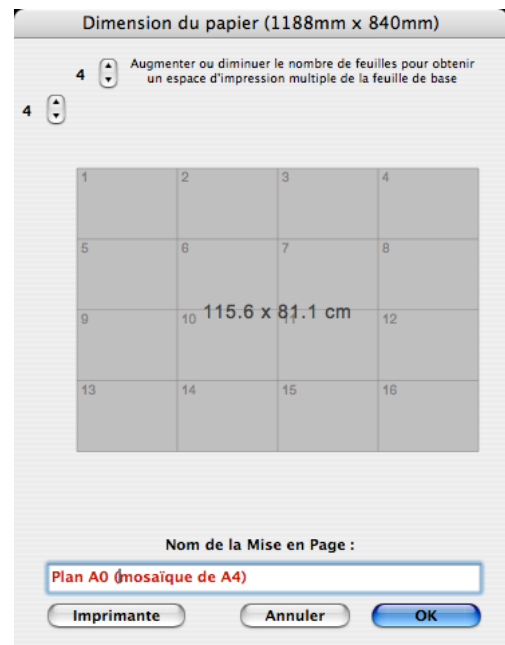 Dimension du papier (1188mm x 840mm)
4
Augmenter ou diminuer le nombre de feuilles pour obtenir
un espace d'impression multiple de la feuille de base
4
1 2 3 4
5 6 7 8
115.6 x 81.1 cm
9 10 11 12
13 14 15 16
Nom de la Mise en Page :
Plan A0 (mosaïque de A4)
Imprimante Annuler OK